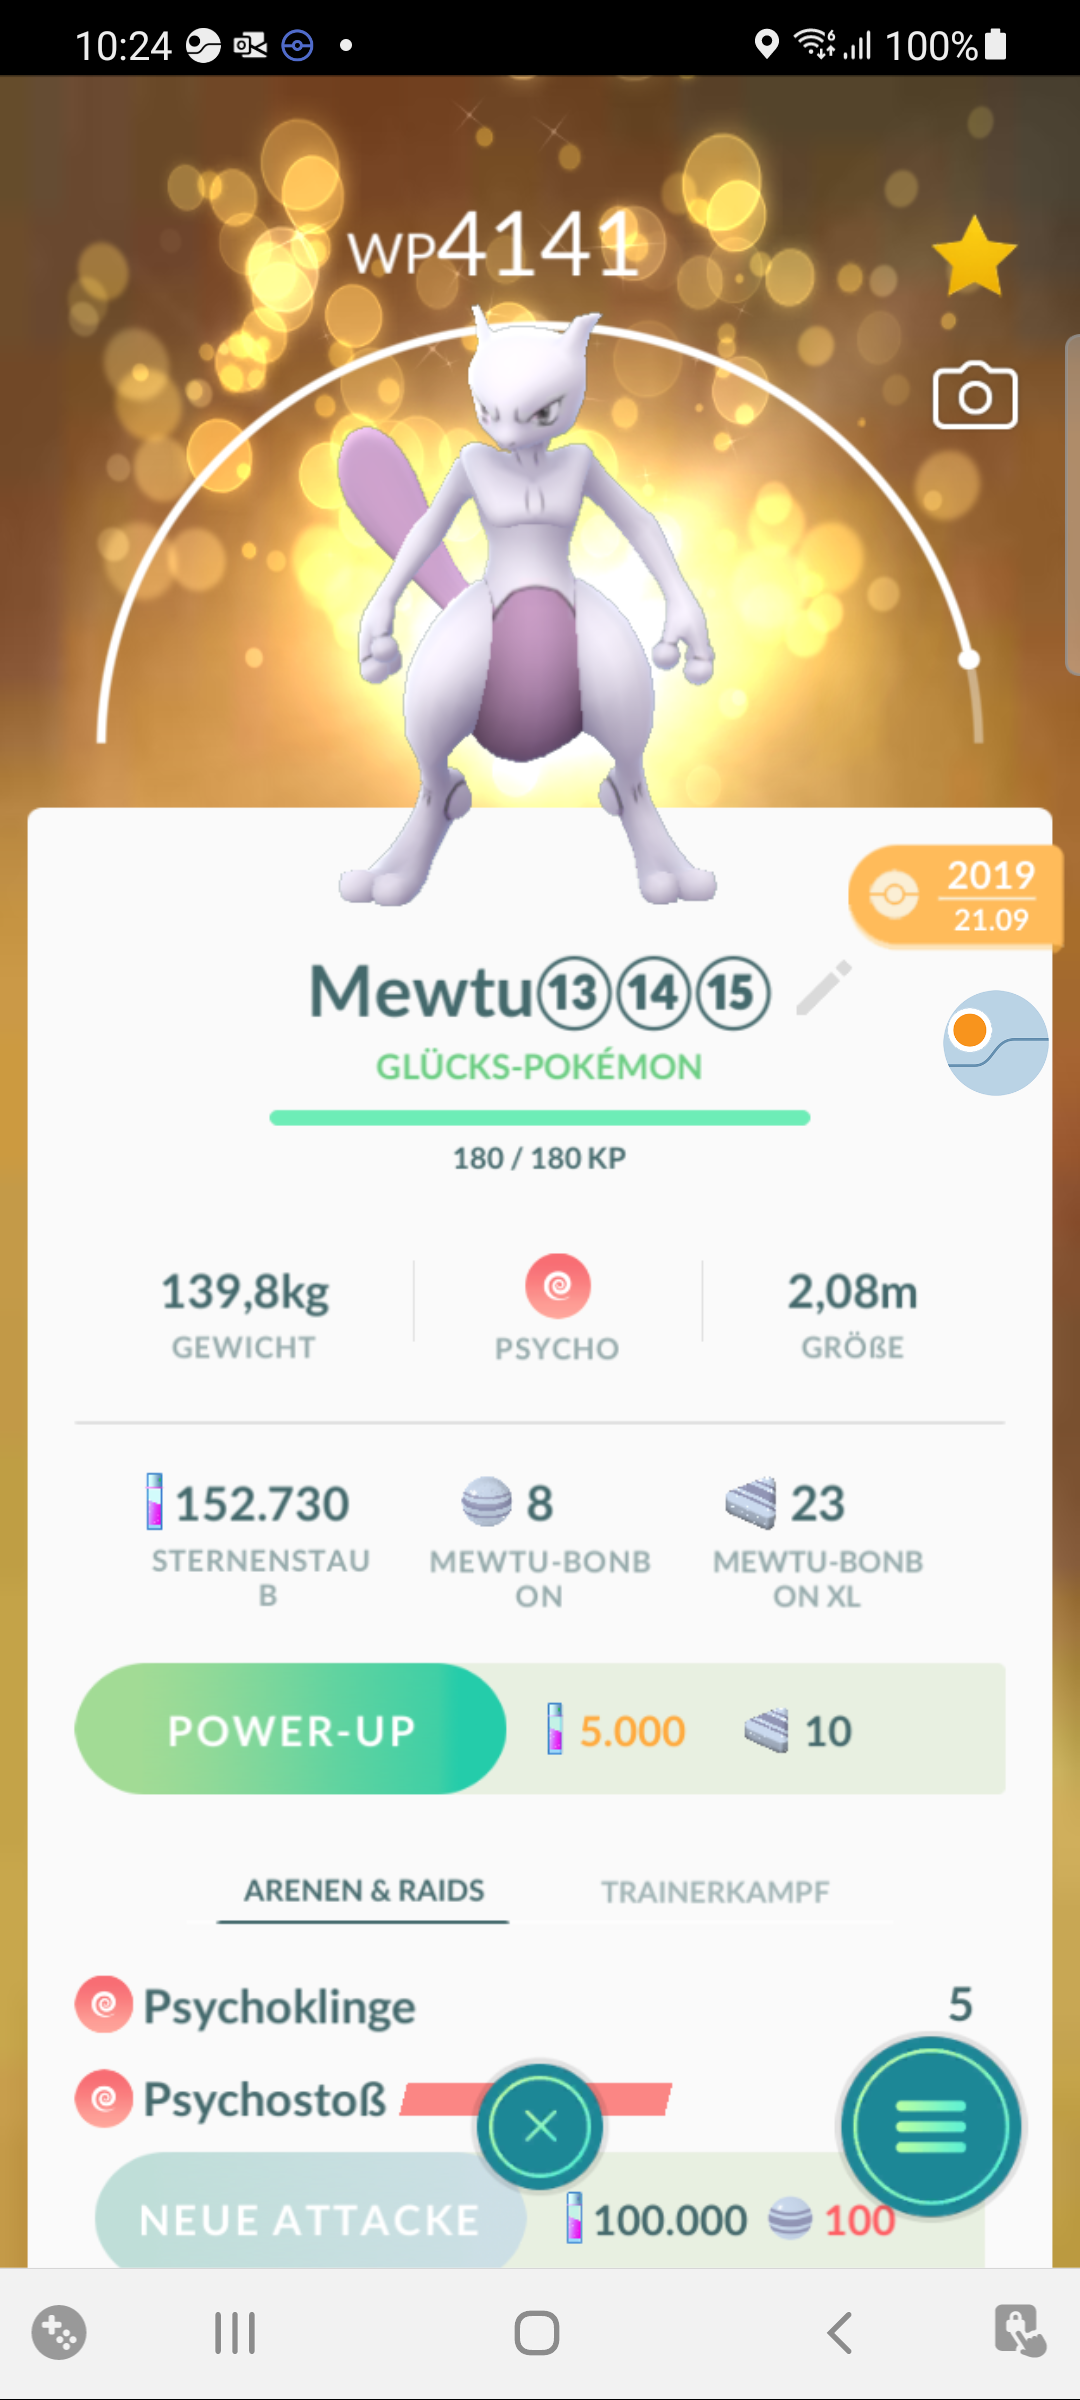 10:24
100%
WP4141
2019
21.09
Mewtu⑬⑭⑮
GLÜCKS-POKÉMON
180 / 180 KP
139,8kg
GEWICHT
PSYCHO
2,08m
GRÖẞE
152.730
STERNENSTAU
B
8
MEWTU-BONB
ON
23
MEWTU-BONB
ON XL
POWER-UP
5.000
10
ARENEN & RAIDS
TRAINERKAMPF
Psychoklinge
5
Psychostoß
NEUE ATTACKE
100.000
100